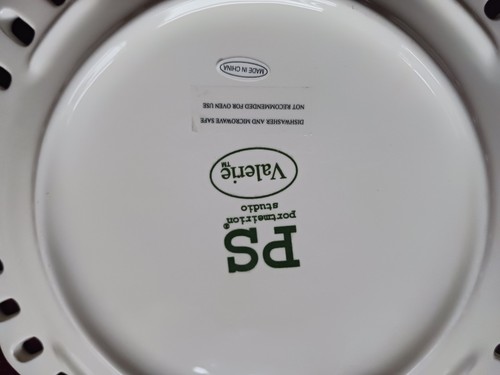 PS
portmeirion®
studio
Valerie™
DISHWASHER AND MICROWAVE SAFE
NOT RECOMMENDED FOR OVEN USE
MADE IN CHINA